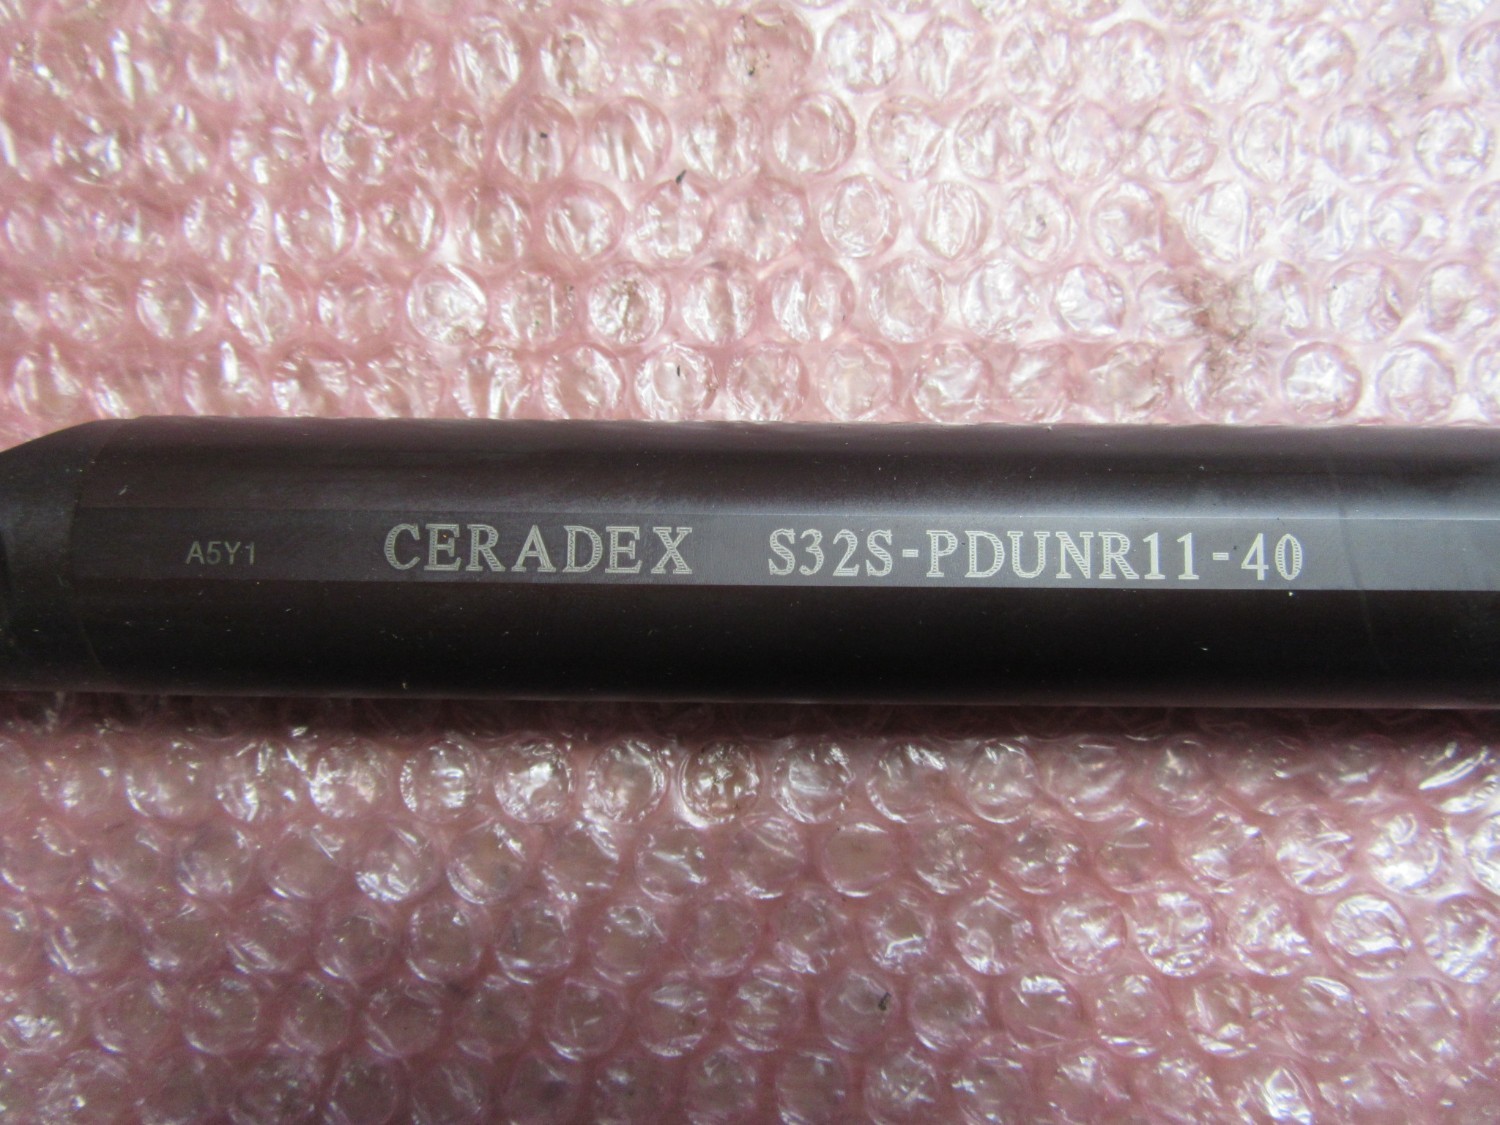 A5Y1 CERADEX S32S-PDUNR11-40